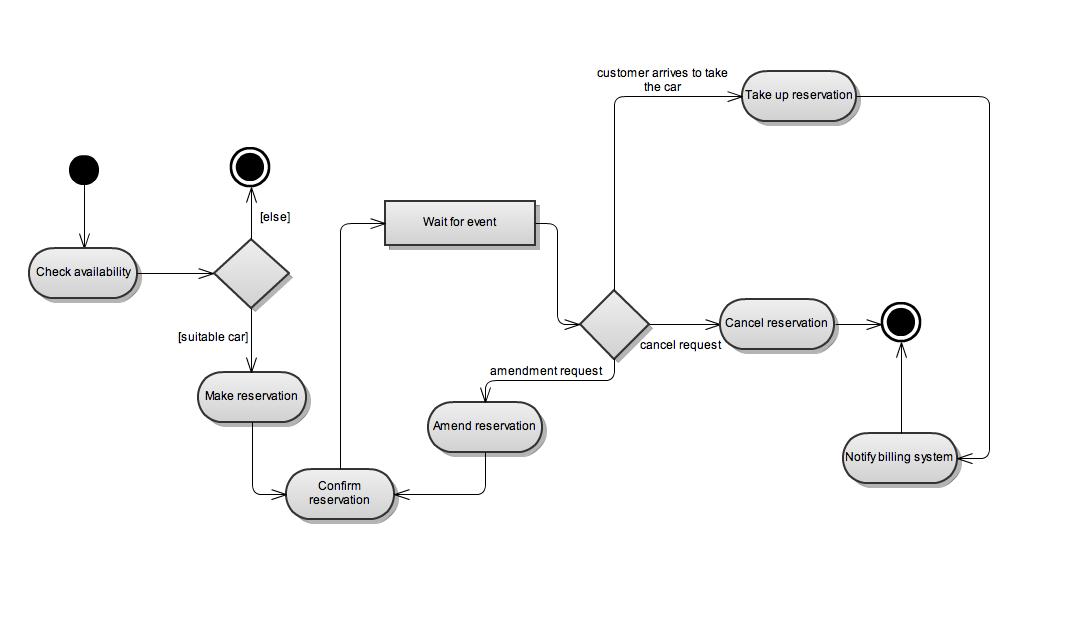 customer arrives to take
the car
Take up reservation
[else]
Wait for event
Check availability
Cancel reservation
[suitable car]
cancel request
amendment request
Make reservation
Amend reservation
Notify billing system
Confirm
reservation